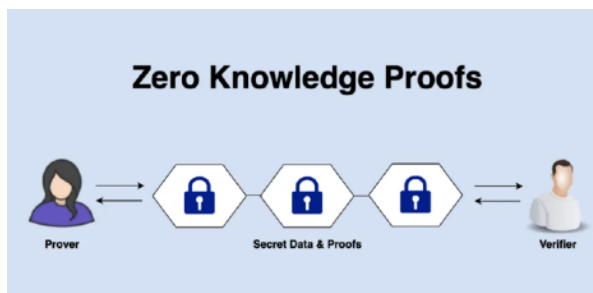 Zero Knowledge Proofs
Prover
Secret Data & Proofs
Verifier